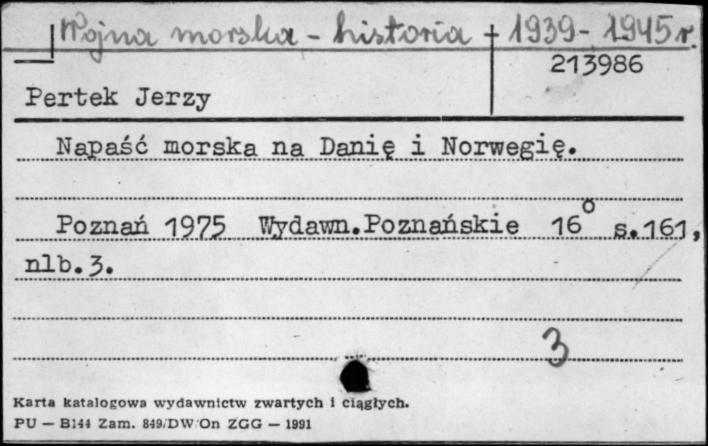 Wojna morska - historia + 1939-1945 r.
213986
Pertek Jerzy
Napaść morska na Danię i Norwegię.
Poznań 1975 Wydawn.Poznańskie 16° s.161,
nlb.3.
3
Karta katalogowa wydawnictw zwartych i ciągłych.
PU — B144 Zam. 849/DW/On ZGG — 1991